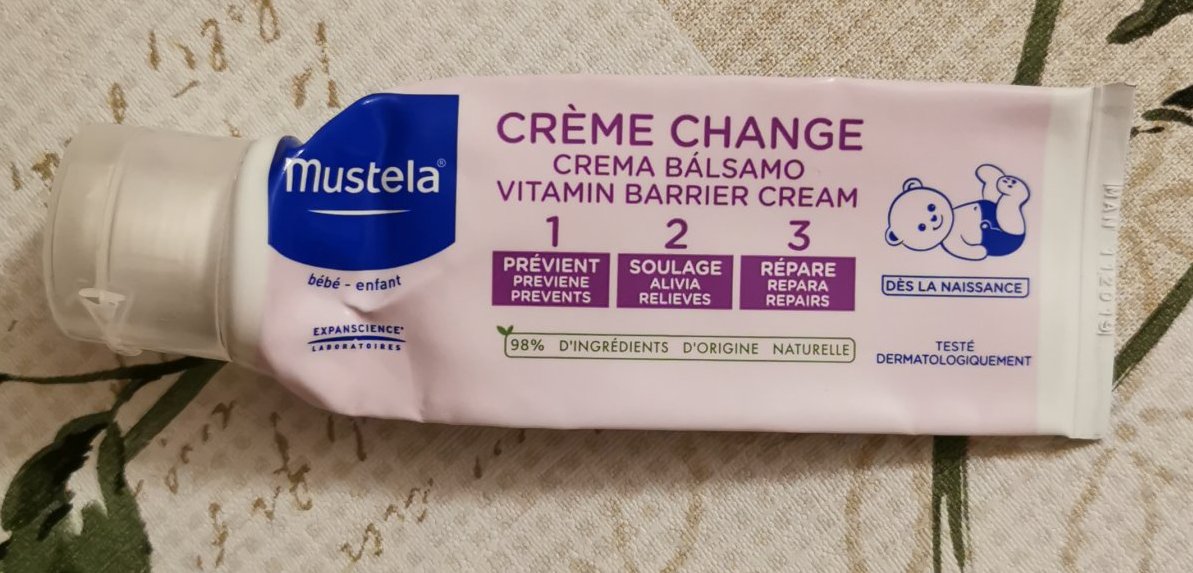 Mustela®
bébé - enfant
EXPANSCIENCE®
LABORATOIRES
CRÈME CHANGE
CREMA BÁLSAMO
VITAMIN BARRIER CREAM
1
PRÉVIENT
PREVIENE
PREVENTS
2
SOULAGE
ALIVIA
RELIEVES
3
RÉPARE
REPARA
REPAIRS
98% D'INGRÉDIENTS D'ORIGINE NATURELLE
DÈS LA NAISSANCE
TESTÉ
DERMATOLOGIQUEMENT